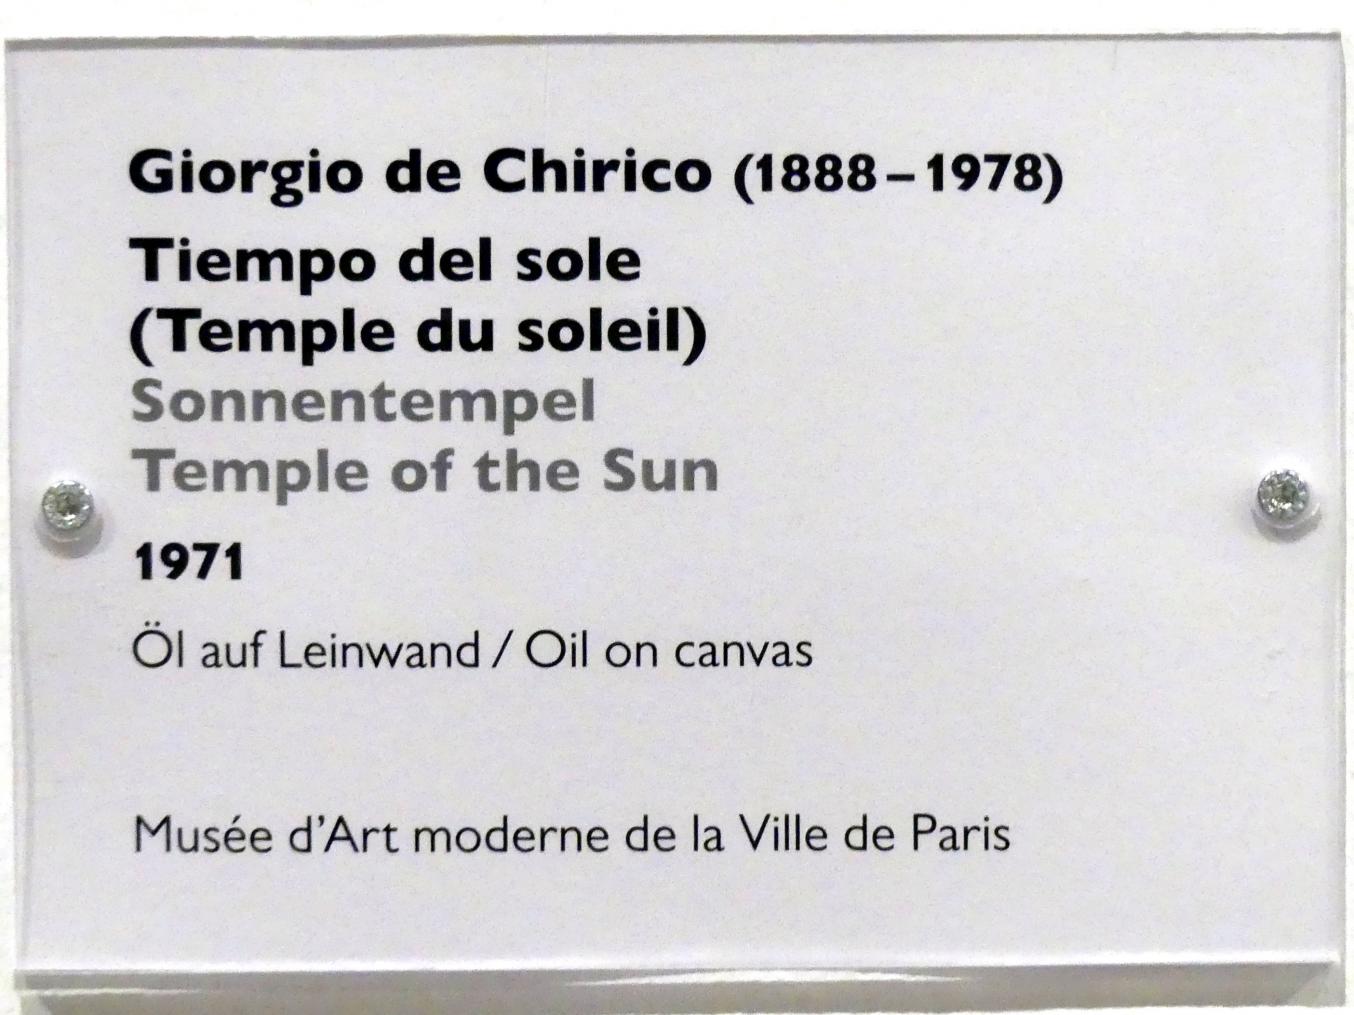 Giorgio de Chirico (1888 – 1978)
Tiempo del sole
(Temple du soleil)
Sonnentempel
Temple of the Sun
1971
Öl auf Leinwand / Oil on canvas
Musée d’Art moderne de la Ville de Paris